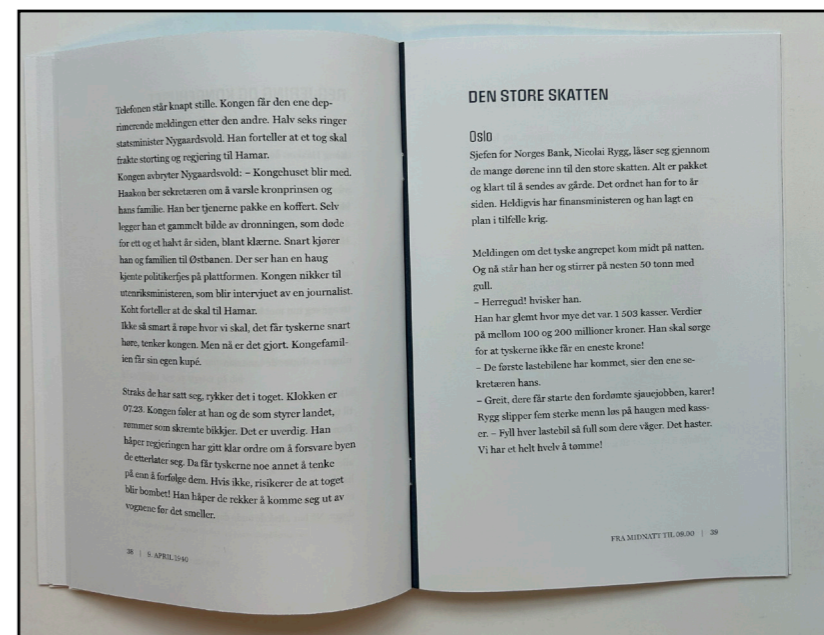 Telefonen står knapt stille. Kongen får den ene dep-
rimerende meldingen etter den andre. Halv seks ringer
statsminister Nygaardsvold. Han forteller at et tog skal
frakte storting og regjering til Hamar.
Kongen avbryter Nygaardsvold: – Kongehuset blir med.
Haakon ber sekretæren om å varsle kronprinsen og
hans familie. Han ber tjenerne pakke en koffert. Selv
legger han et gammelt bilde av dronningen, som døde
for ett og et halvt år siden, blant klærne. Snart kjører
han og familien til Østbanen. Der ser han en haug
kjente politikerfjes på plattformen. Kongen nikker til
utenriksministeren, som blir intervjuet av en journalist.
Koht forteller at de skal til Hamar.
Ikke så smart å røpe hvor vi skal, det får tyskerne snart
høre, tenker kongen. Men nå er det gjort. Kongefamil-
ien får sin egen kupé.
Straks de har satt seg, rykker det i toget. Klokken er
07.23. Kongen føler at han og de som styrer landet,
rømmer som skremte bikkjer. Det er uverdig. Han
håper regjeringen har gitt klar ordre om å forsvare byen
de etterlater seg. Da får tyskerne noe annet å tenke
på enn å forfølge dem. Hvis ikke, risikerer de at toget
blir bombet! Han håper de rekker å komme seg ut av
vognene før det smeller.
38 | 9. APRIL 1940
DEN STORE SKATTEN
Oslo
Sjefen for Norges Bank, Nicolai Rygg, låser seg gjennom
de mange dørene inn til den store skatten. Alt er pakket
og klart til å sendes av gårde. Det ordnet han for to år
siden. Heldigvis har finansministeren og han lagt en
plan i tilfelle krig.
Meldingen om det tyske angrepet kom midt på natten.
Og nå står han her og stirrer på nesten 50 tonn med
gull.
– Herregud! hvisker han.
Han har glemt hvor mye det var. 1 503 kasser. Verdier
på mellom 100 og 200 millioner kroner. Han skal sørge
for at tyskerne ikke får en eneste krone!
– De første lastebilene har kommet, sier den ene se-
kretæren hans.
– Greit, dere får starte den fordømte sjauejobben, karer!
Rygg slipper fem sterke menn løs på haugen med kass-
er. – Fyll hver lastebil så full som dere våger. Det haster.
Vi har et helt hvelv å tømme!
FRA MIDNATT TIL 09.00 | 39